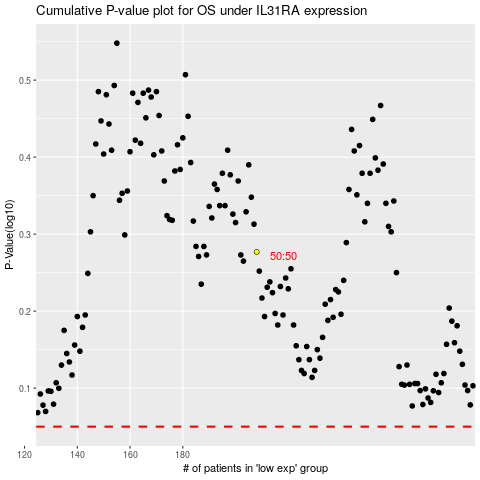 Cumulative P-value plot for OS under IL31RA expression
P-Value(log10)
0.5
0.4
0.3
0.2
0.1
50:50
120 140 160 180
# of patients in 'low exp' group